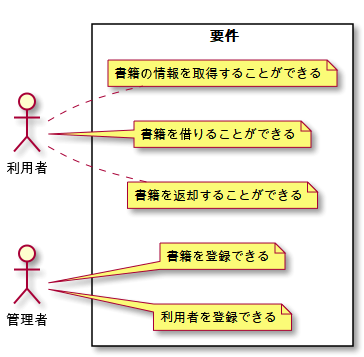 要件
書籍の情報を取得することができる
書籍を借りることができる
利用者
書籍を返却することができる
書籍を登録できる
管理者
利用者を登録できる